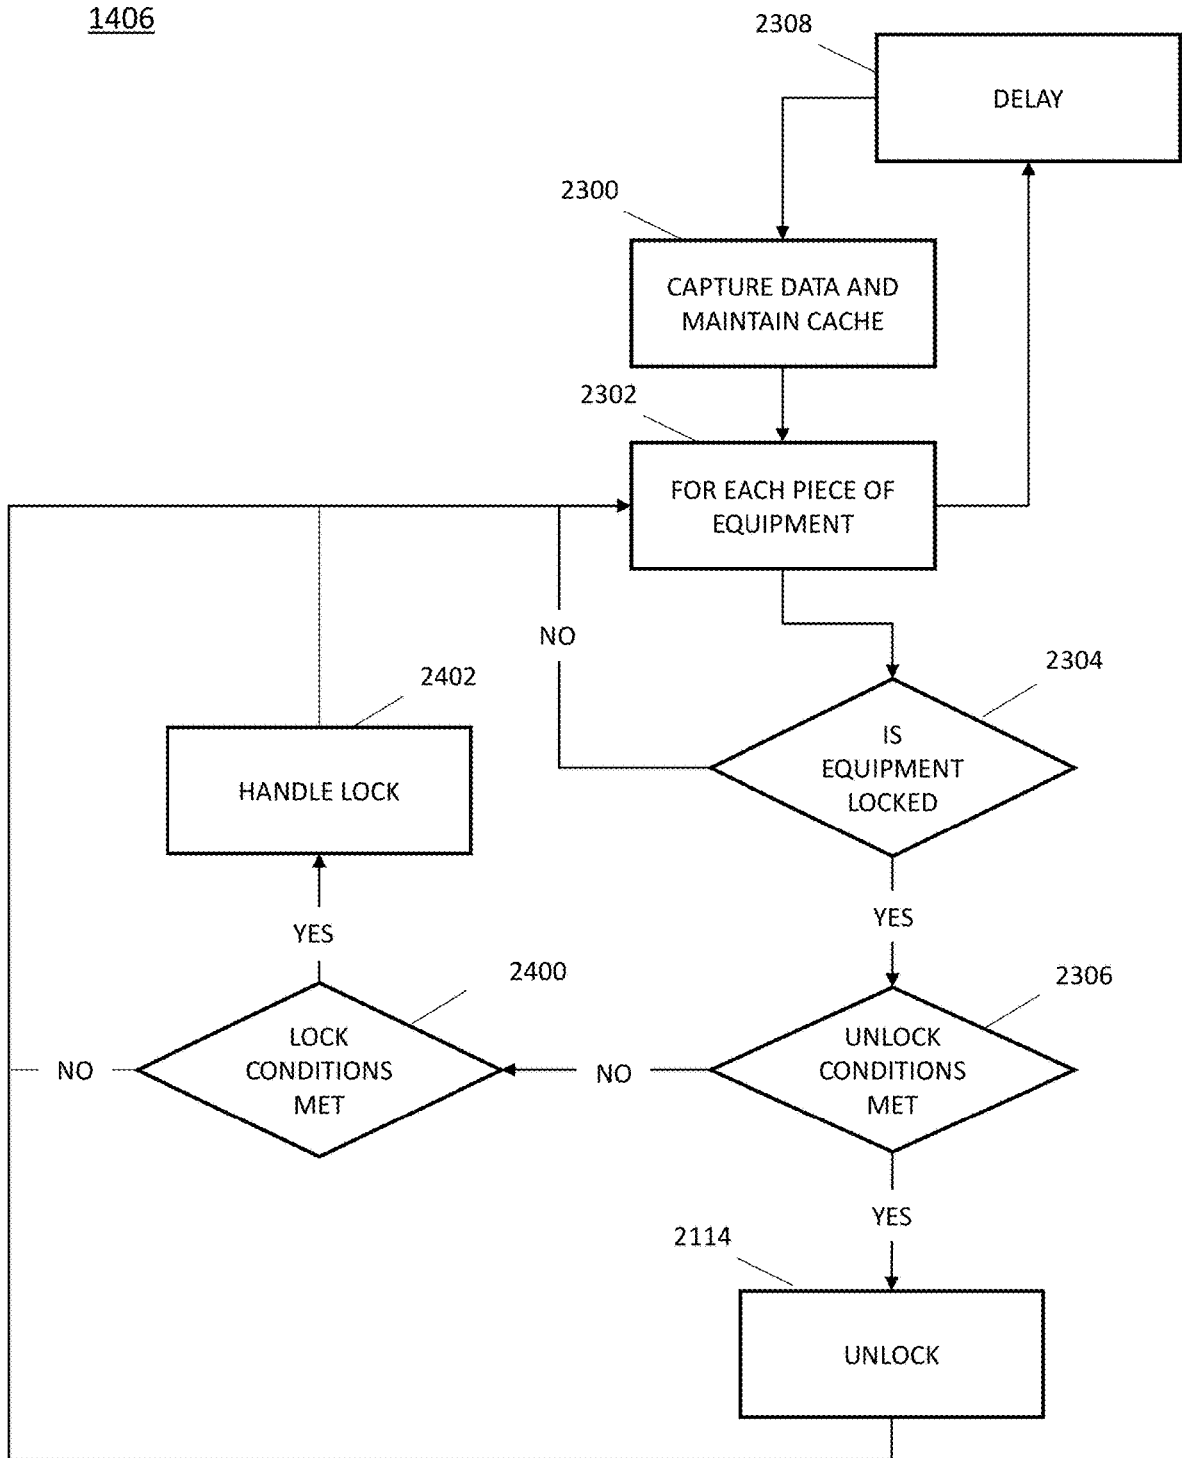 1406
2308
DELAY
2300
CAPTURE DATA AND
MAINTAIN CACHE
2302
FOR EACH PIECE OF
EQUIPMENT
NO
2304
IS
EQUIPMENT
LOCKED
2402
HANDLE LOCK
YES
YES
2400
LOCK
CONDITIONS
MET
NO
NO
2306
UNLOCK
CONDITIONS
MET
YES
2114
UNLOCK